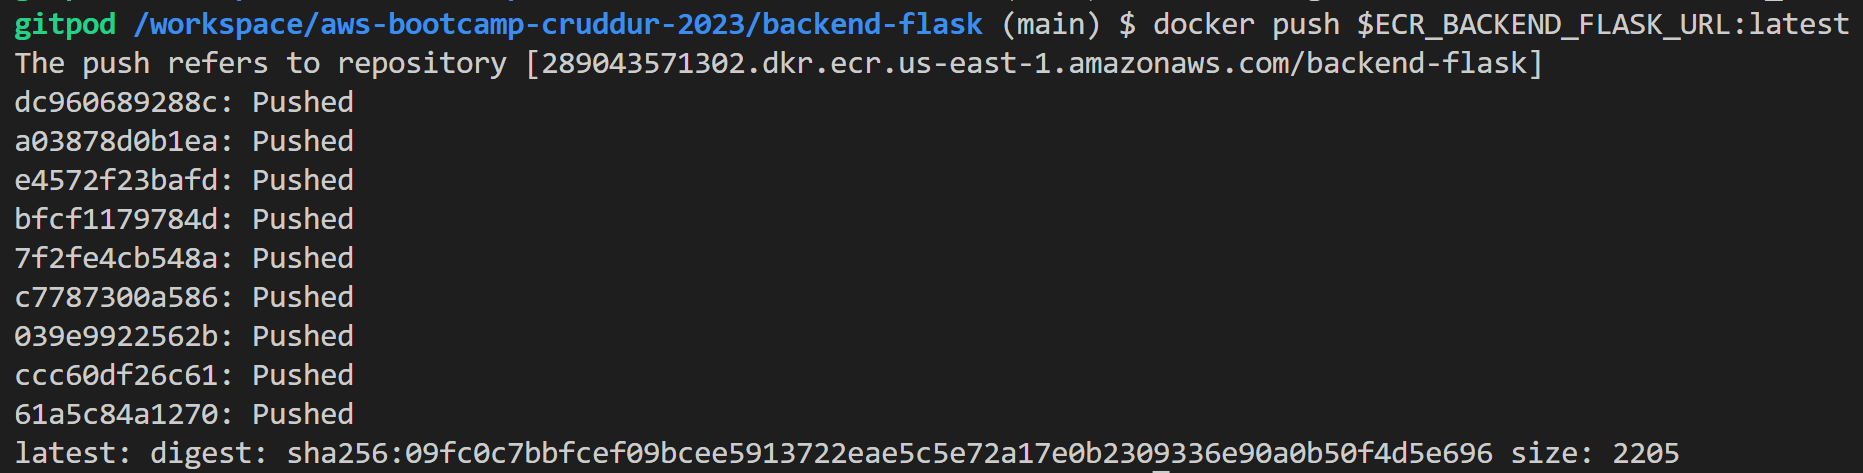 gitpod /workspace/aws-bootcamp-cruddur-2023/backend-flask (main) $ docker push $ECR_BACKEND_FLASK_URL:latest
The push refers to repository [289043571302.dkr.ecr.us-east-1.amazonaws.com/backend-flask]
dc960689288c: Pushed
a03878d0b1ea: Pushed
e4572f23bafd: Pushed
bfcf1179784d: Pushed
7f2fe4cb548a: Pushed
c7787300a586: Pushed
039e9922562b: Pushed
ccc60df26c61: Pushed
61a5c84a1270: Pushed
latest: digest: sha256:09fc0c7bbfcef09bcee5913722eae5c5e72a17e0b2309336e90a0b50f4d5e696 size: 2205